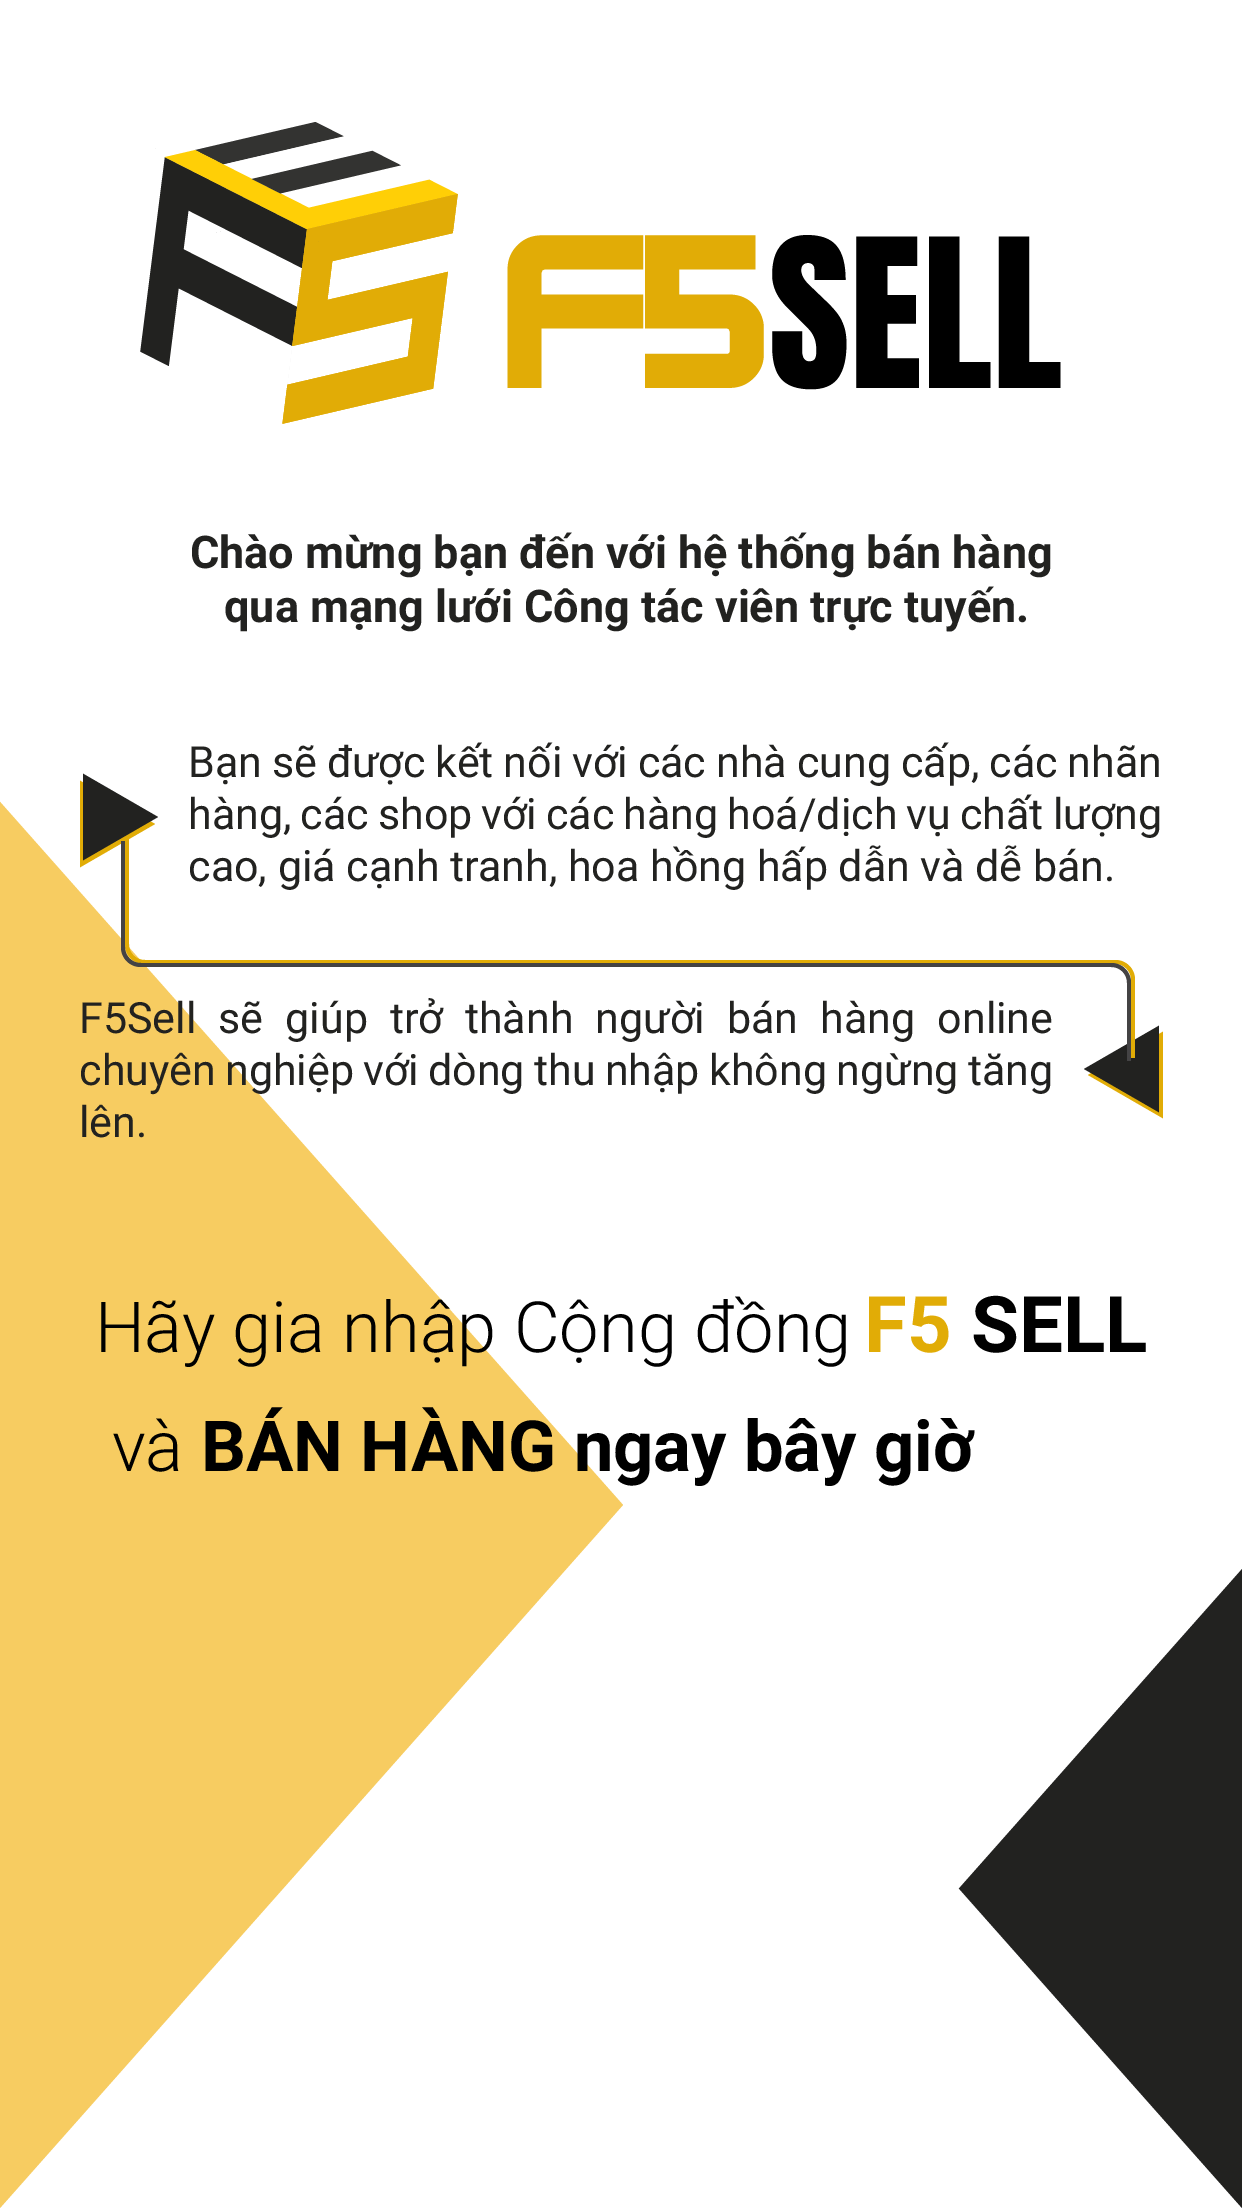 F5
F5SELL
Chào mừng bạn đến với hệ thống bán hàng
qua mạng lưới Công tác viên trực tuyến.
Bạn sẽ được kết nối với các nhà cung cấp, các nhãn
hàng, các shop với các hàng hoá/dịch vụ chất lượng
cao, giá cạnh tranh, hoa hồng hấp dẫn và dễ bán.
F5Sell sẽ giúp trở thành người bán hàng online
chuyên nghiệp với dòng thu nhập không ngừng tăng
lên.
Hãy gia nhập Cộng đồng F5 SELL
và BÁN HÀNG ngay bây giờ